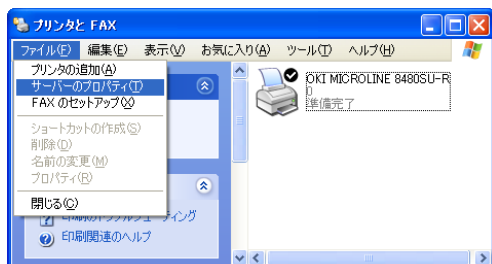 プリンタと FAX
ファイル(F) 編集(E) 表示(V) お気に入り(A) ツール(T) ヘルプ(H)
プリンタの追加(A)
サーバーのプロパティ(T)
FAX のセットアップ(X)
ショートカットの作成(S)
削除(D)
名前の変更(M)
プロパティ(R)
閉じる(C)
印刷関連のヘルプ
OKI MICROLINE 8480SU-R
0
準備完了